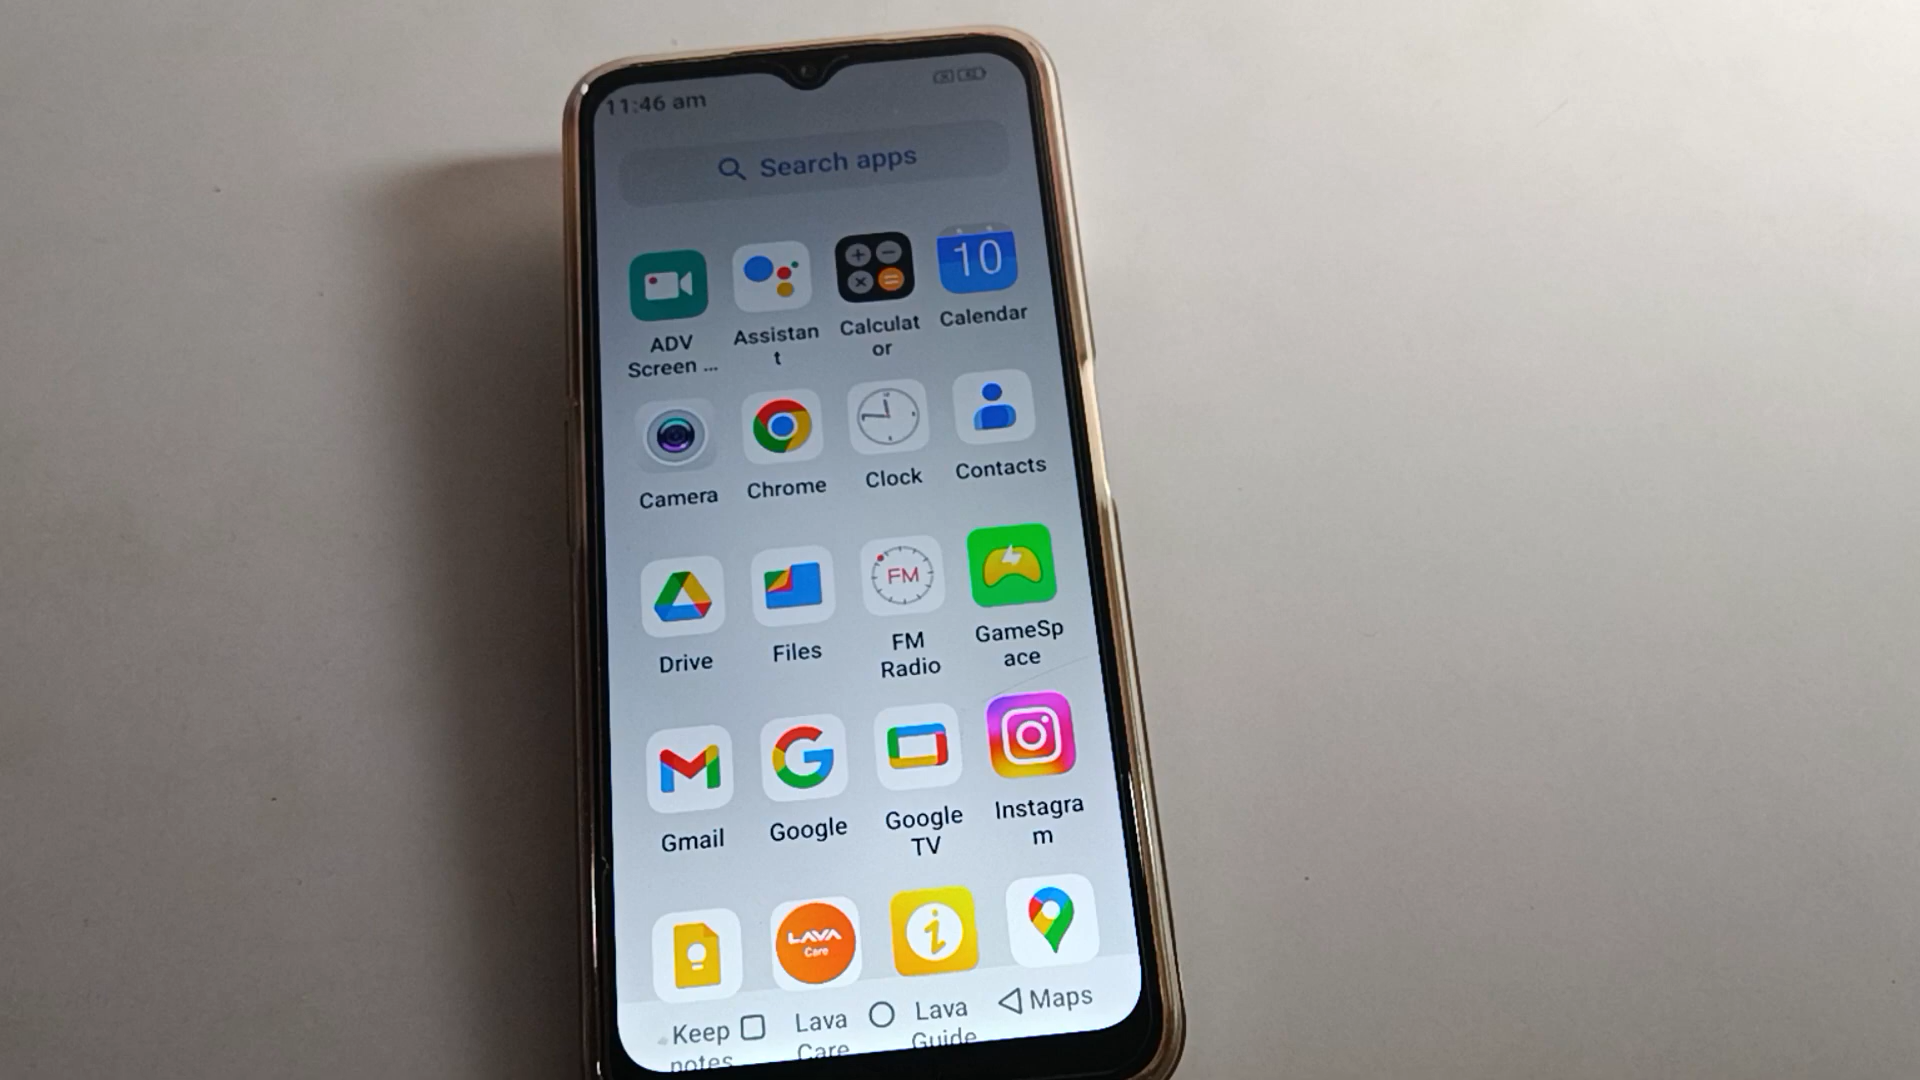 11:46 am
Search apps
10
ADV
Screen ...
Assistan
t
Calculat
or
Calendar
Camera
Chrome
Clock
Contacts
FM
Drive
Files
FM
Radio
GameSp
ace
Gmail
Google
Google
TV
Instagra
m
LAVA
Care
i
Keep
notes
Lava
Care
Lava
Guide
Maps